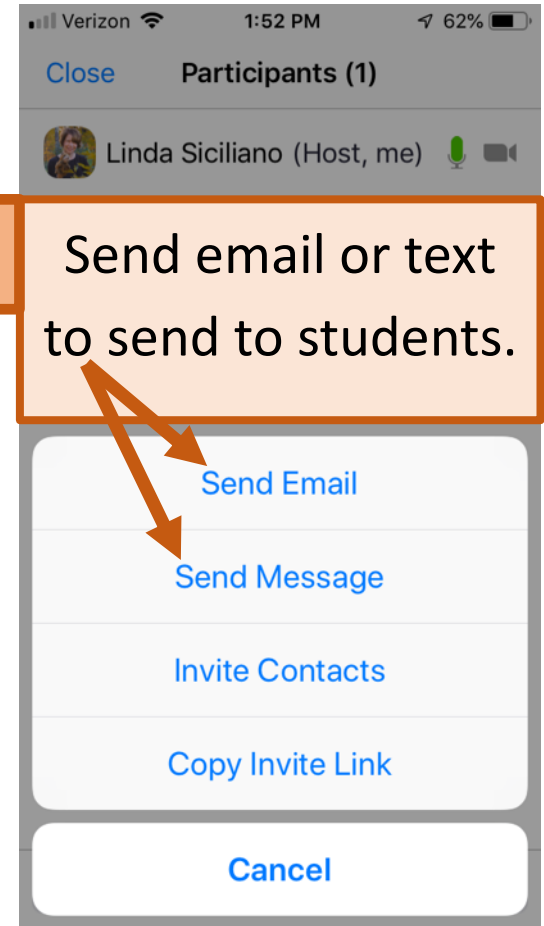 Verizon 1:52 PM 62%
Close Participants (1)
Linda Siciliano (Host, me)
Send email or text
to send to students.
Send Email
Send Message
Invite Contacts
Copy Invite Link
Cancel